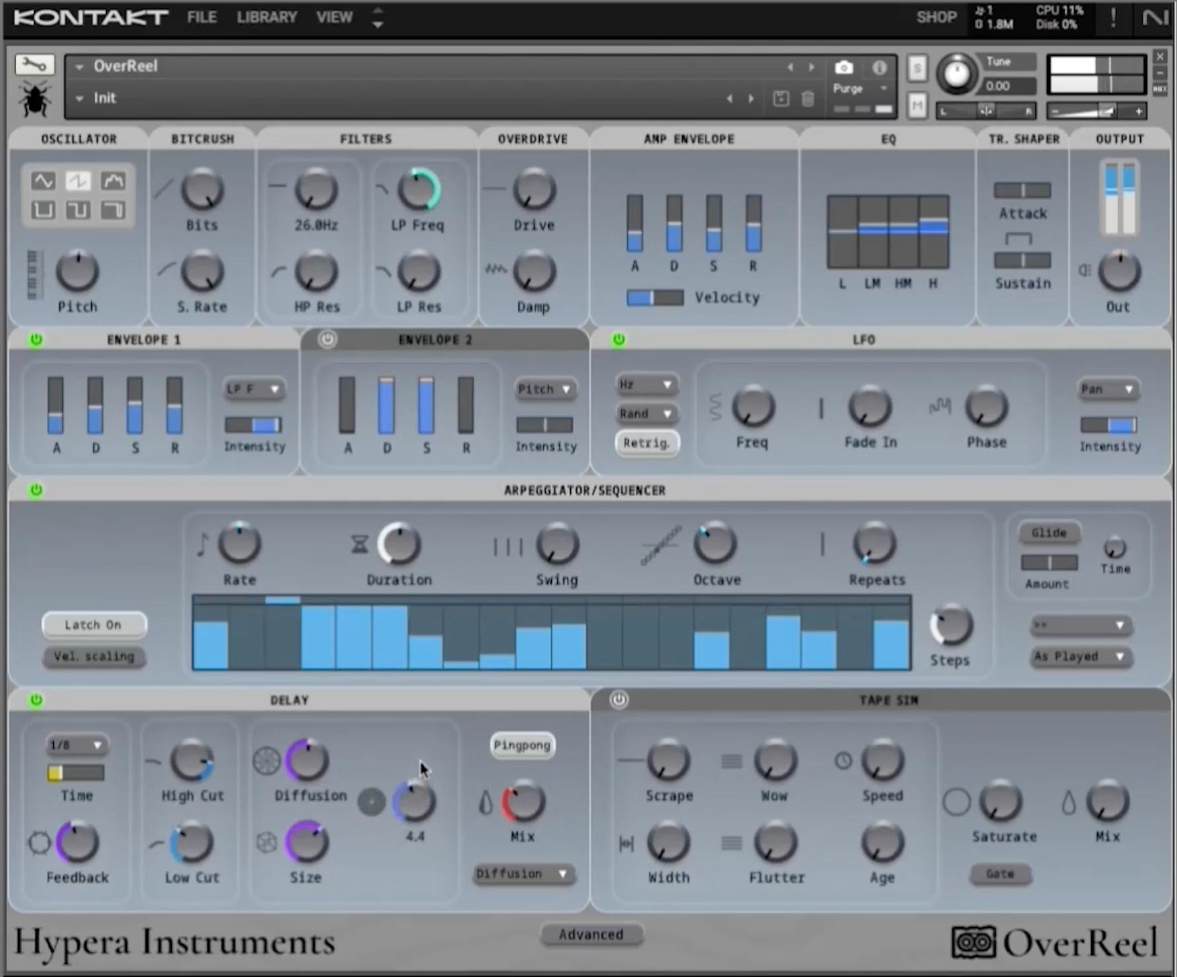 KONTAKT FILE LIBRARY VIEW SHOP 1 CPU 11%
1.8M Disk 0%
OverReel
Init
Purge
S
M
Tune
0.00
L R
- +
OSCILLATOR BITCRUSH FILTERS OVERDRIVE AMP ENVELOPE EQ TR. SHAPER OUTPUT
Bits 26.0Hz LP Freq Drive
Attack
A D S R
L LM HM H
Sustain
Velocity
Pitch S. Rate HP Res LP Res Damp Out
ENVELOPE 1 ENVELOPE 2 LFO
LP F Pitch Hz Pan
Rand
Retrig. Freq Fade In Phase
A D S R Intensity A D S R Intensity Intensity
ARPEGGIATOR/SEQUENCER
Glide
Time
Rate Duration Swing Octave Repeats Amount
Latch On
Vel. scaling Steps As Played
DELAY TAPE SIM
1/8 Pingpong
Time High Cut Diffusion Scrape Wow Speed
4.4 Mix Saturate Mix
Feedback Low Cut Size Diffusion Width Flutter Age Gate
Hypera Instruments Advanced OverReel